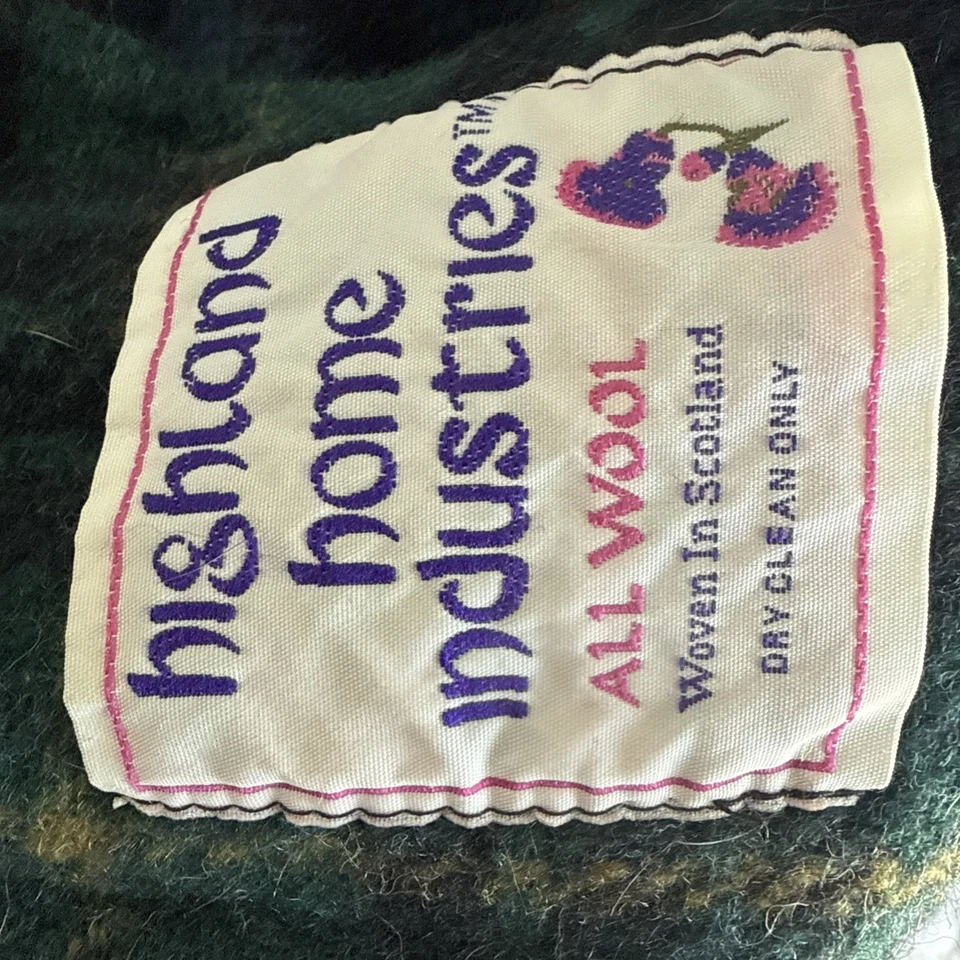 highland
home
industries™
ALL WOOL
Woven In Scotland
DRY CLEAN ONLY